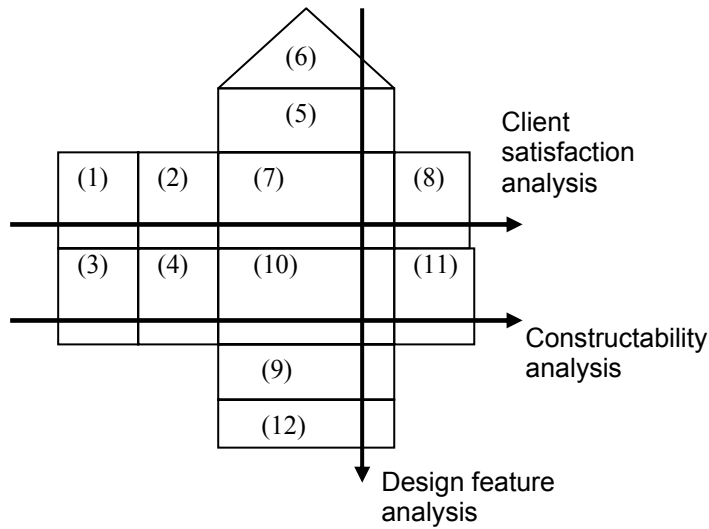 (6)
(5)
Client
satisfaction
analysis
(1) (2) (7) (8)
(3) (4) (10) (11)
Constructability
analysis
(9)
(12)
Design feature
analysis